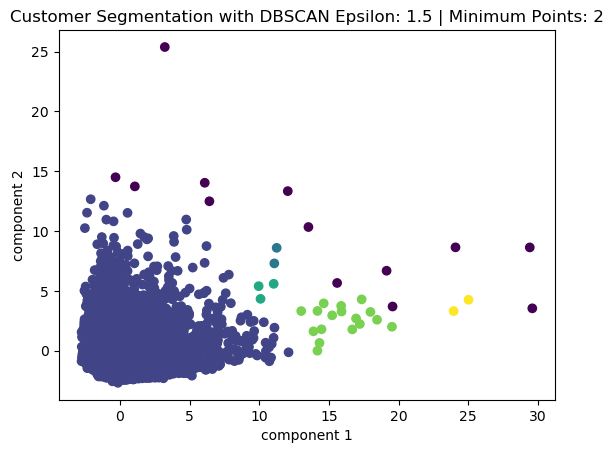 Customer Segmentation with DBSCAN Epsilon: 1.5 | Minimum Points: 2
25
20
15
10
5
0
component 2
0 5 10 15 20 25 30
component 1